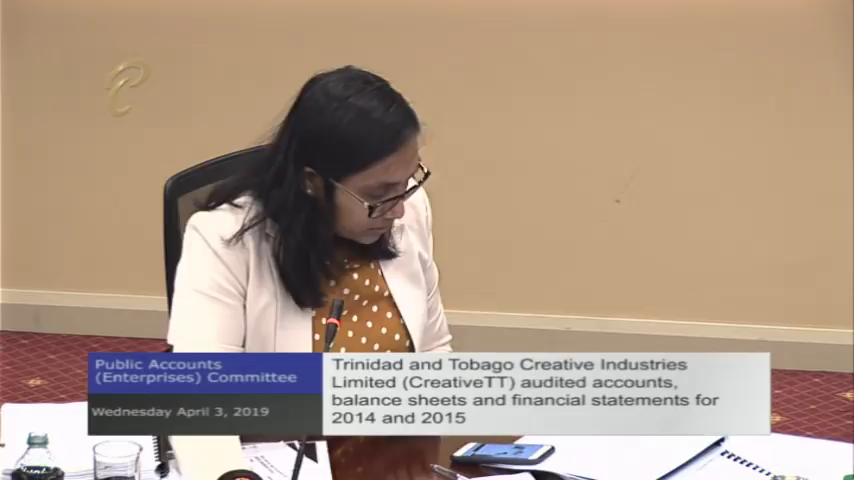 Public Accounts
(Enterprises) Committee
Wednesday April 3, 2019
Trinidad and Tobago Creative Industries
Limited (CreativeTT) audited accounts,
balance sheets and financial statements for
2014 and 2015